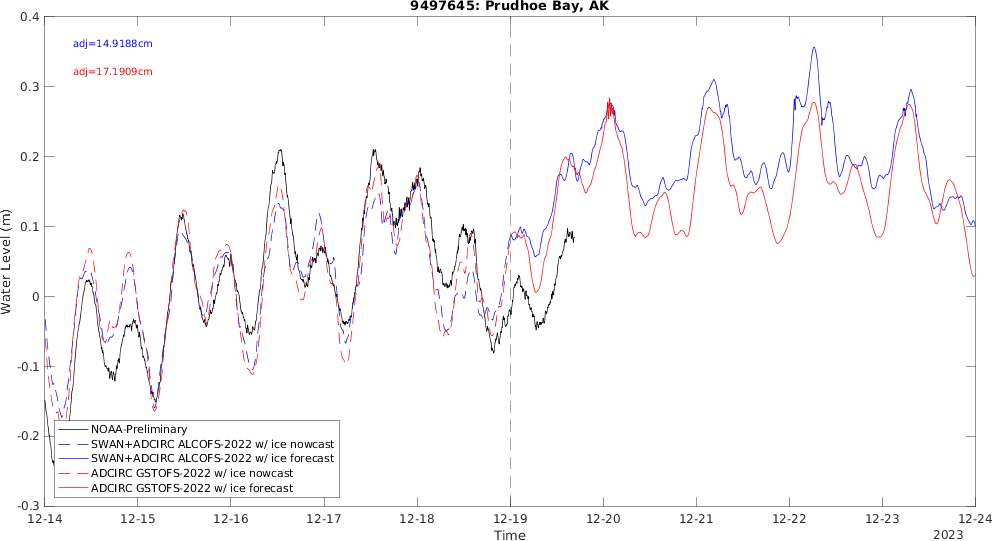 9497645: Prudhoe Bay, AK
0.4
0.3
0.2
0.1
0
-0.1
-0.2
-0.3
Water Level (m)
adj=14.9188cm
adj=17.1909cm
NOAA-Preliminary
SWAN+ADCIRC ALCOFS-2022 w/ ice nowcast
SWAN+ADCIRC ALCOFS-2022 w/ ice forecast
ADCIRC GSTOFS-2022 w/ ice nowcast
ADCIRC GSTOFS-2022 w/ ice forecast
12-14 12-15 12-16 12-17 12-18 12-19 12-20 12-21 12-22 12-23 12-24
Time
2023